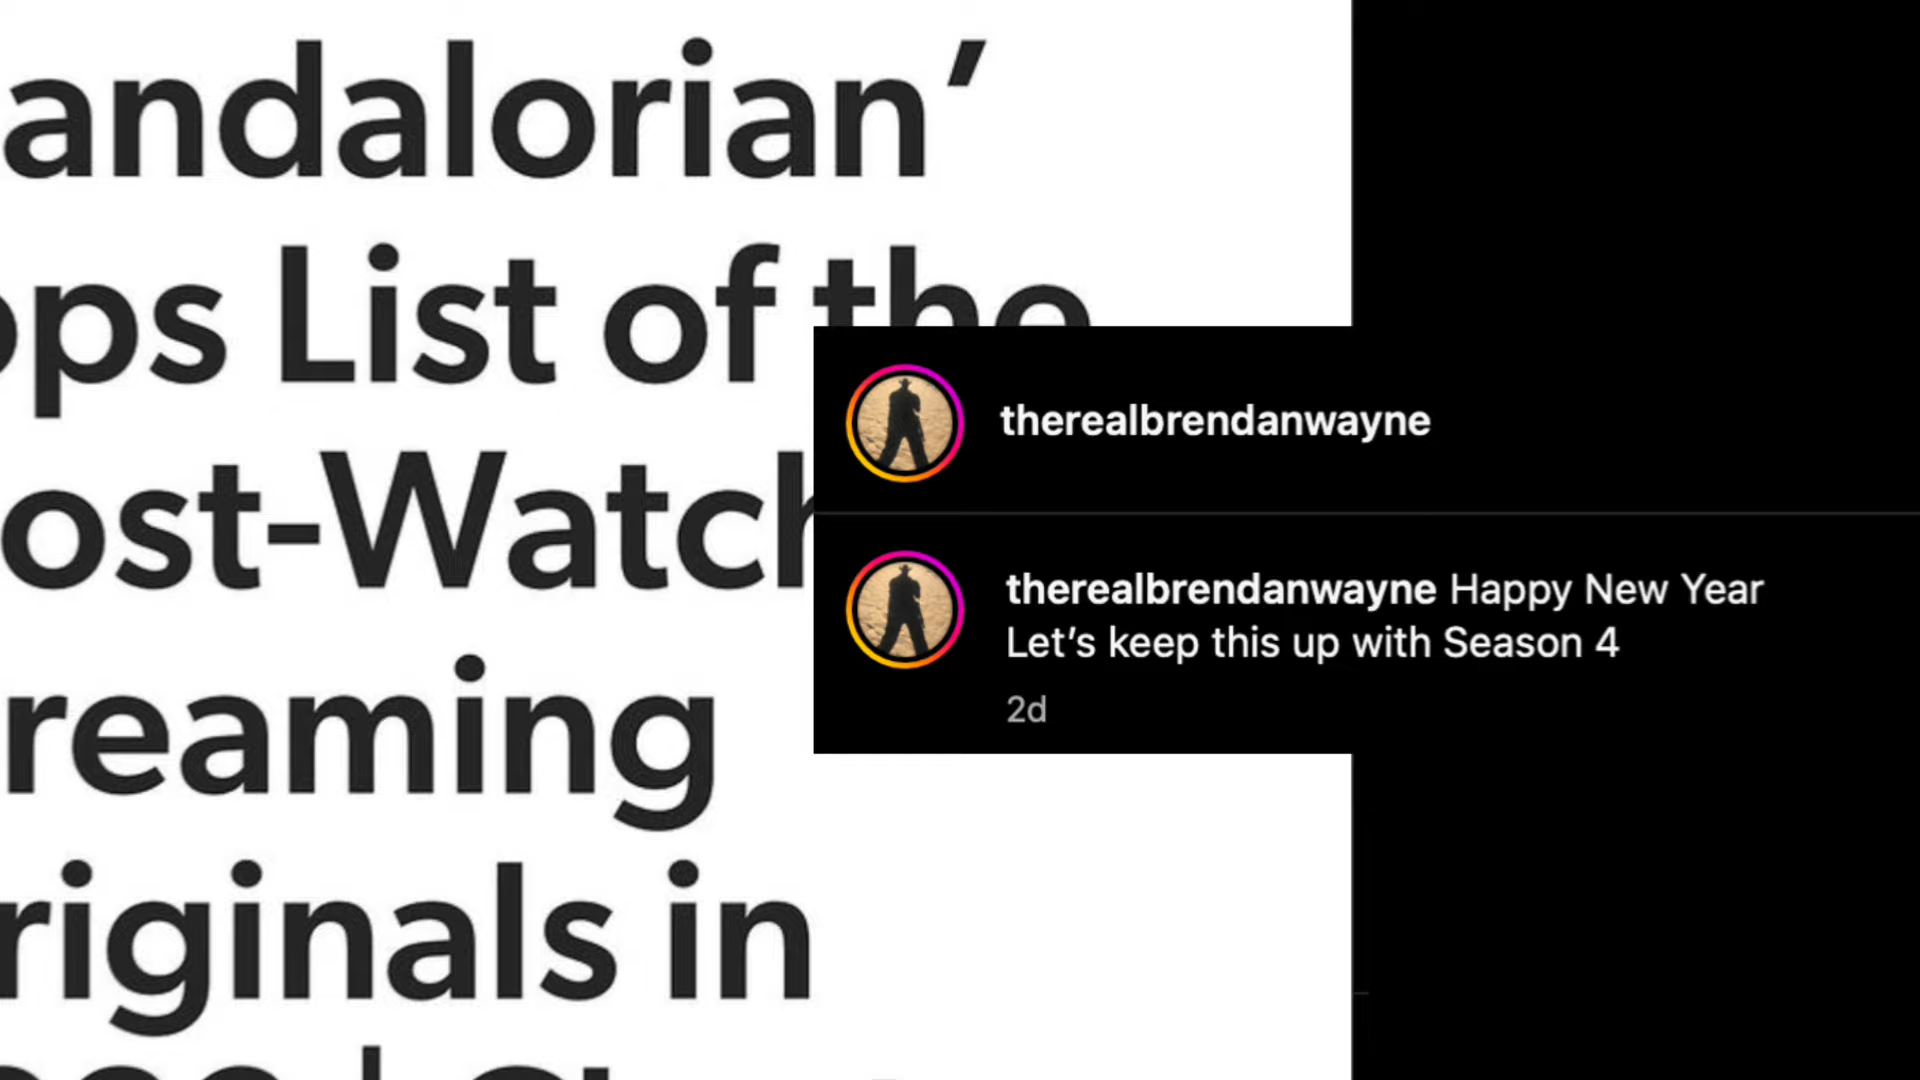 andalorian’
ops List of the
ost-Watch
reaming
riginals in
therealbrendanwayne
therealbrendanwayne Happy New Year
Let’s keep this up with Season 4
2d